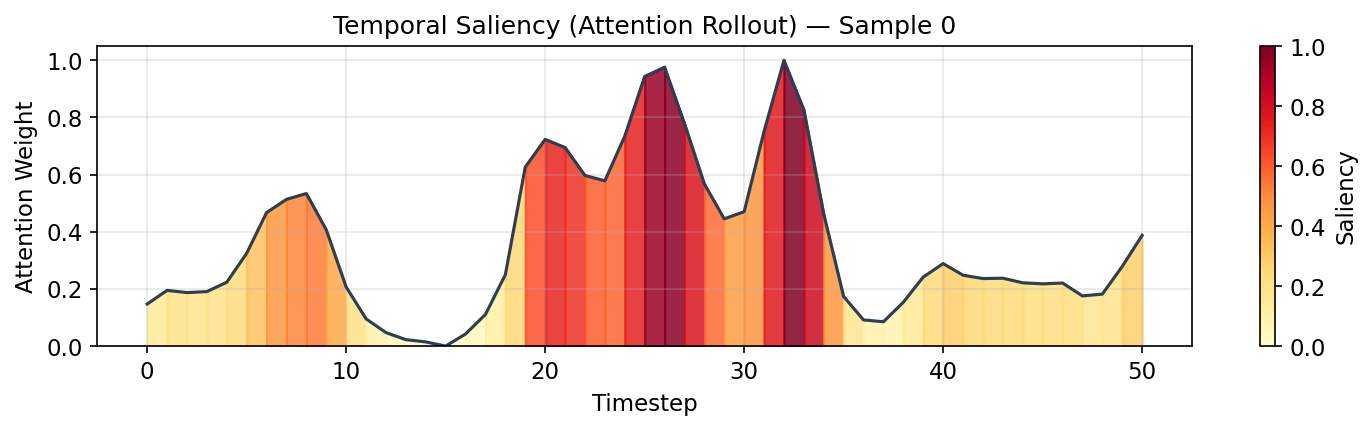 Temporal Saliency (Attention Rollout) — Sample 0
Attention Weight
1.0
0.8
0.6
0.4
0.2
0.0
0 10 20 30 40 50
Timestep
1.0
0.8
0.6
0.4
0.2
0.0
Saliency